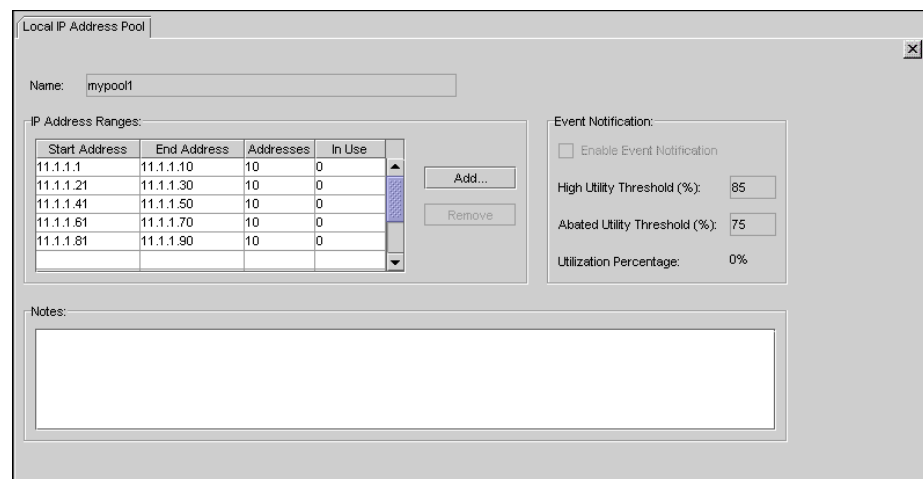 Local IP Address Pool
Name: mypool1
IP Address Ranges:
Start Address End Address Addresses In Use
11.1.1.1 11.1.1.10 10 0
11.1.1.21 11.1.1.30 10 0
11.1.1.41 11.1.1.50 10 0
11.1.1.61 11.1.1.70 10 0
11.1.1.81 11.1.1.90 10 0
Add...
Remove
Event Notification:
Enable Event Notification
High Utility Threshold (%): 85
Abated Utility Threshold (%): 75
Utilization Percentage: 0%
Notes: